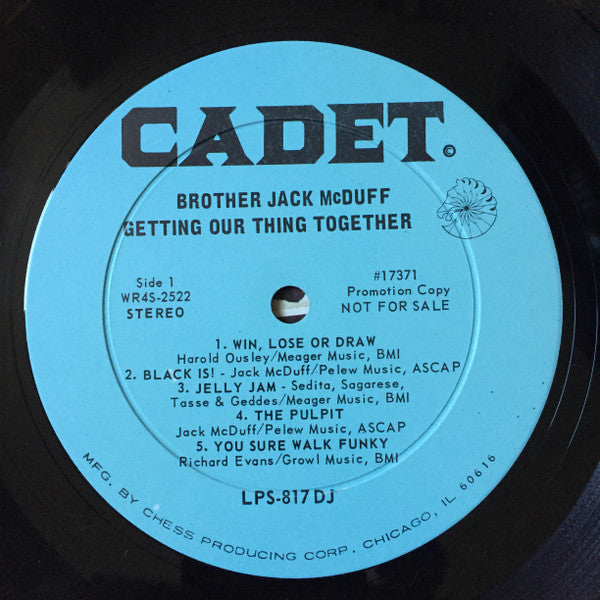 CADET.©
BROTHER JACK McDUFF
GETTING OUR THING TOGETHER
Side 1
WR4S-2522
STEREO
#17371
Promotion Copy
NOT FOR SALE
1. WIN, LOSE OR DRAW
Harold Ousley/Meager Music, BMI
2. BLACK IS! - Jack McDuff/Pelew Music, ASCAP
3. JELLY JAM - Sedita, Sagarese,
Tasse & Geddes/Meager Music, BMI
4. THE PULPIT
Jack McDuff/Pelew Music, ASCAP
5. YOU SURE WALK FUNKY
Richard Evans/Growl Music, BMI
LPS-817 DJ
MFG. BY CHESS PRODUCING CORP. CHICAGO, IL 60616